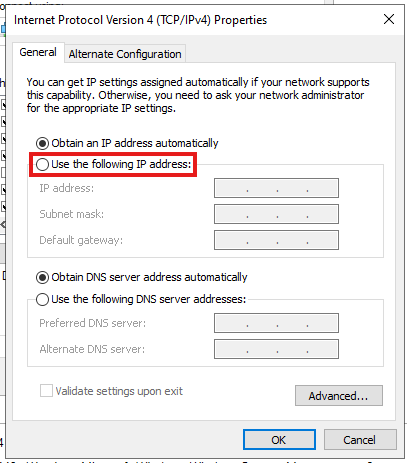 Internet Protocol Version 4 (TCP/IPv4) Properties
General
Alternate Configuration
You can get IP settings assigned automatically if your network supports
this capability. Otherwise, you need to ask your network administrator
for the appropriate IP settings.
Obtain an IP address automatically
Use the following IP address:
IP address:
Subnet mask:
Default gateway:
Obtain DNS server address automatically
Use the following DNS server addresses:
Preferred DNS server:
Alternate DNS server:
Validate settings upon exit
Advanced...
OK
Cancel